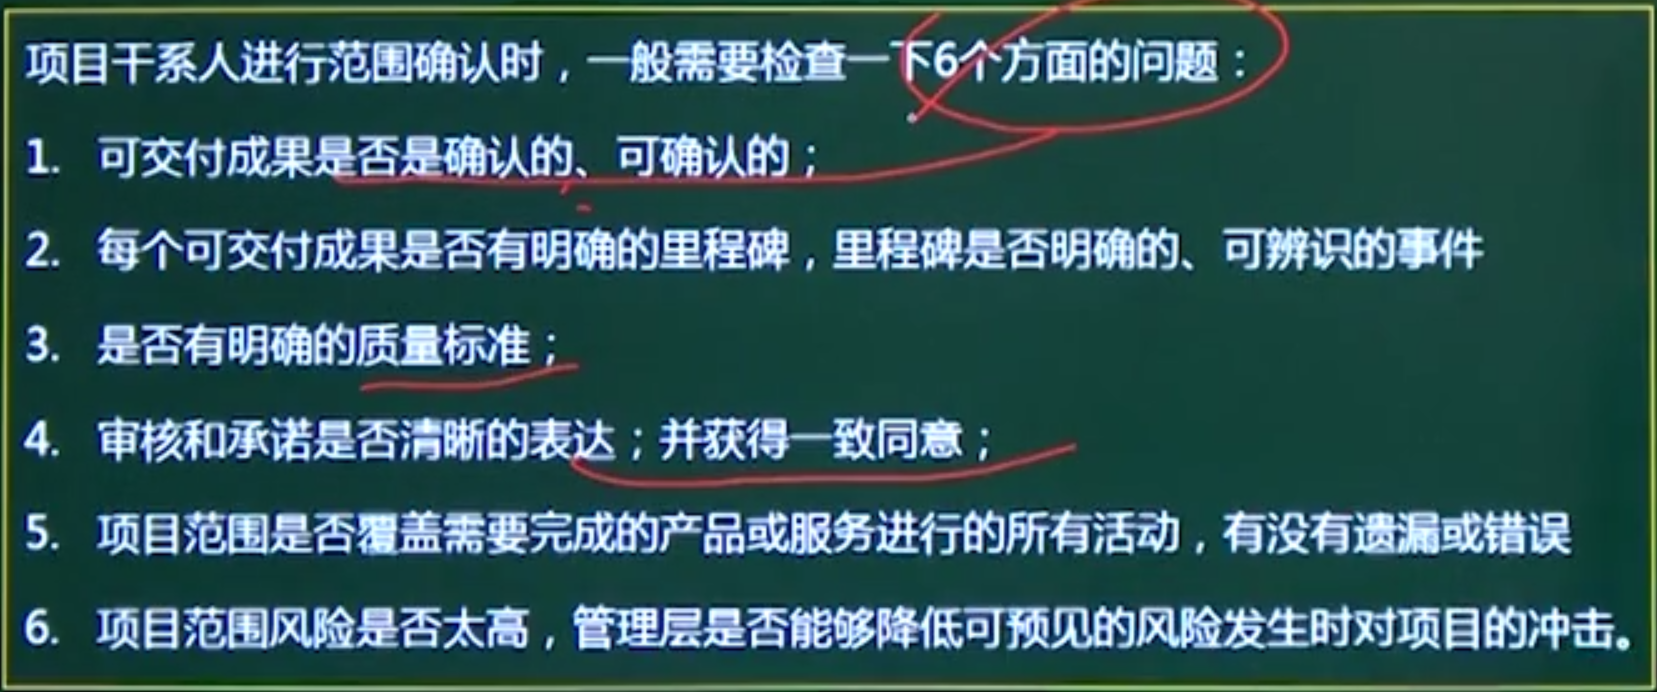 项目干系人进行范围确认时，一般需要检查一下6个方面的问题：
1. 可交付成果是否是确认的、可确认的；
2. 每个可交付成果是否有明确的里程碑，里程碑是否明确的、可辨识的事件
3. 是否有明确的质量标准；
4. 审核和承诺是否清晰的表达；并获得一致同意；
5. 项目范围是否覆盖需要完成的产品或服务进行的所有活动，有没有遗漏或错误
6. 项目范围风险是否太高，管理层是否能够降低可预见的风险发生时对项目的冲击。